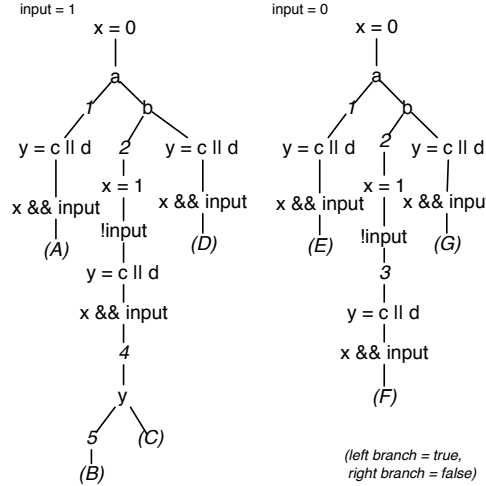 input = 1
input = 0
x = 0
x = 0
a
a
1
b
1
b
y = c || d
2
y = c || d
y = c || d
2
y = c || d
x = 1
x = 1
x && input
x && input
x && input
x && input
!input
!input
(A)
(D)
(E)
(G)
y = c || d
3
x && input
y = c || d
4
x && input
y
(F)
5
(C)
(B)
(left branch = true,
right branch = false)